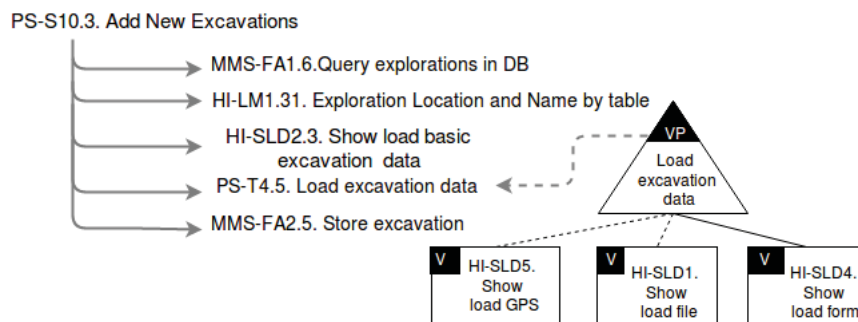 PS-S10.3. Add New Excavations
MMS-FA1.6.Query explorations in DB
HI-LM1.31. Exploration Location and Name by table
HI-SLD2.3. Show load basic
excavation data
PS-T4.5. Load excavation data
MMS-FA2.5. Store excavation
VP
Load
excavation
data
V
HI-SLD5.
Show
load GPS
V
HI-SLD1.
Show
load file
V
HI-SLD4.
Show
load form